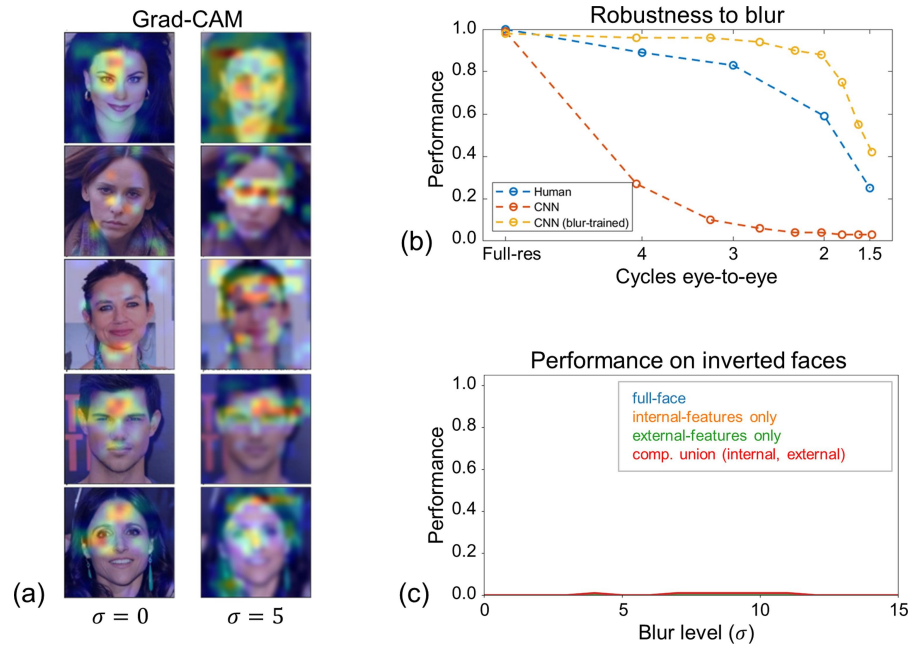 Grad-CAM
(a)
σ = 0
σ = 5
Robustness to blur
Performance
1.0
0.8
0.6
0.4
0.2
0.0
Human
CNN
CNN (blur-trained)
Full-res
4
3
2
1.5
Cycles eye-to-eye
(b)
Performance on inverted faces
Performance
1.0
0.8
0.6
0.4
0.2
0.0
full-face
internal-features only
external-features only
comp. union (internal, external)
0
5
10
15
Blur level (σ)
(c)